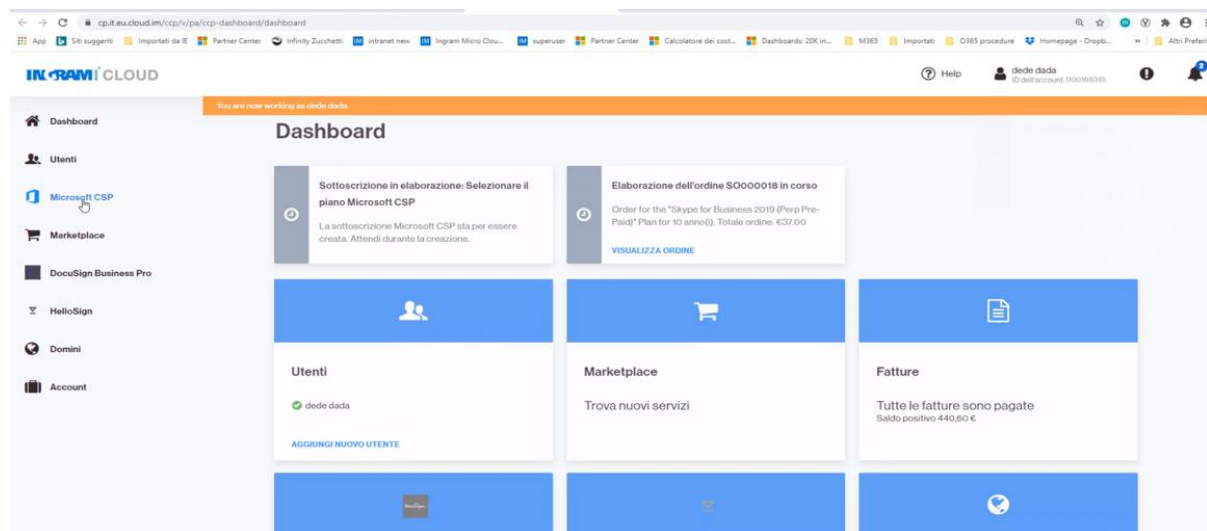 cp.it.eu.cloud.im/ccp/v/pa/ccp-dashboard/dashboard
App Siti suggeriti Importati da IE Partner Center Infinity Zucchetti intranet new Ingram Micro Clou... superuser Partner Center Calcolatore dei cost... Dashboards: 20K in... M365 Importati O365 procedure Homepage - Dropb... » Altri Preferi
INGRAM CLOUD
Help
dede dada
ID dell'account: 1100165315
2
You are now working as dede dada.
Dashboard
Utenti
Microsoft CSP
Marketplace
DocuSign Business Pro
HelloSign
Domini
Account
Dashboard
Sottoscrizione in elaborazione: Selezionare il
piano Microsoft CSP
La sottoscrizione Microsoft CSP sta per essere
creata. Attendi durante la creazione.
Elaborazione dell'ordine SO000018 in corso
Order for the "Skype for Business 2019 (Perp Pre-
Paid)" Plan for 10 anno(i). Totale ordine: €37.00
VISUALIZZA ORDINE
Utenti
dede dada
AGGIUNGI NUOVO UTENTE
Marketplace
Trova nuovi servizi
Fatture
Tutte le fatture sono pagate
Saldo positivo 440,60 €